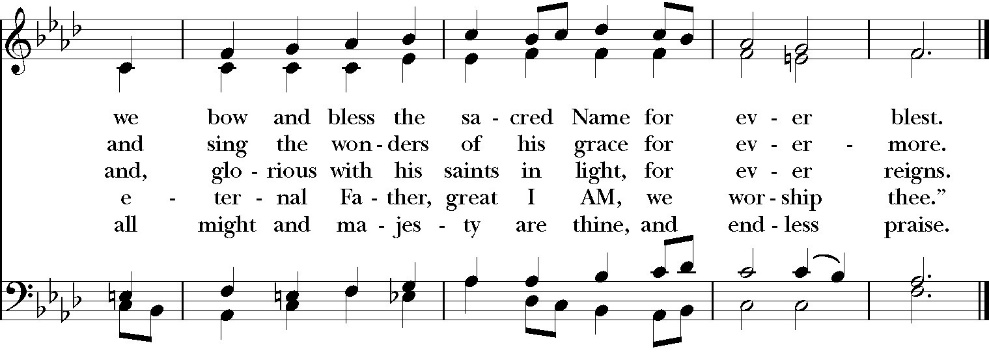 we bow and bless the sa - cred Name for ev - er blest.
and sing the won - ders of his grace for ev - er - more.
and, glo - rious with his saints in light, for ev - er reigns.
e - ter - nal Fa - ther, great I AM, we wor - ship thee.”
all might and ma - jes - ty are thine, and end - less praise.